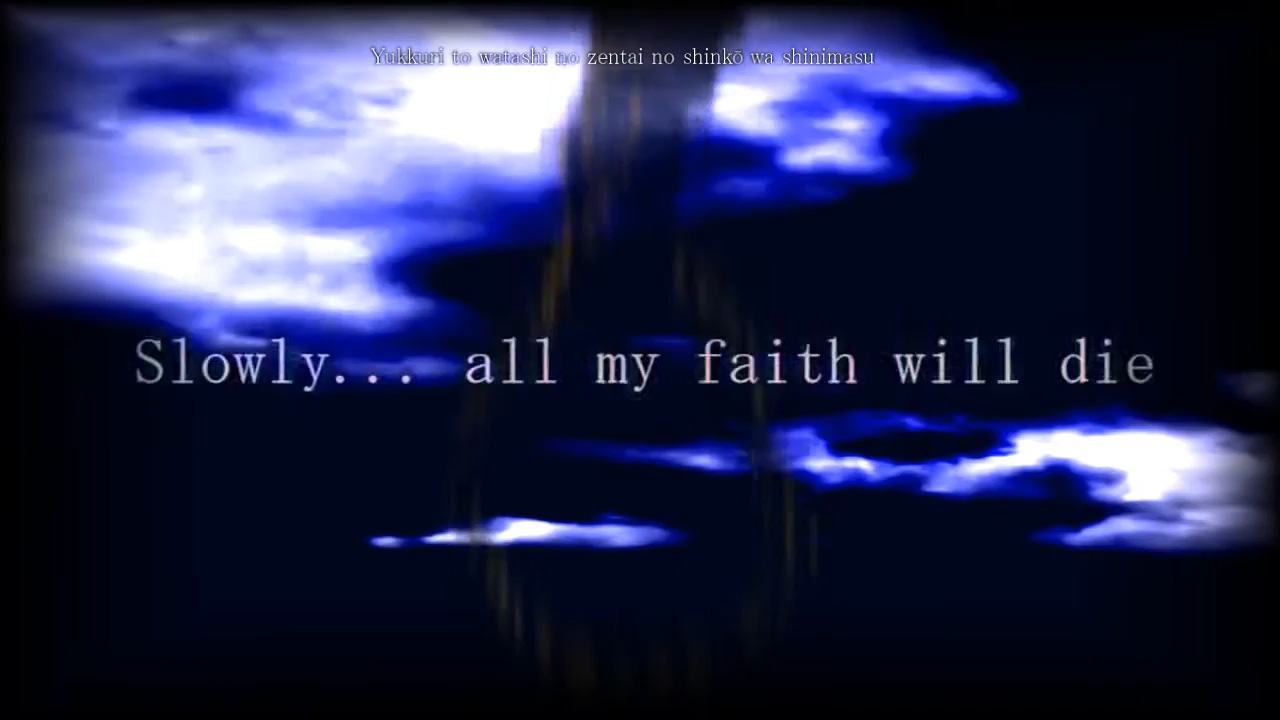 Yukkuri to watashi no zentai no shinkō wa shinimasu
Slowly... all my faith will die